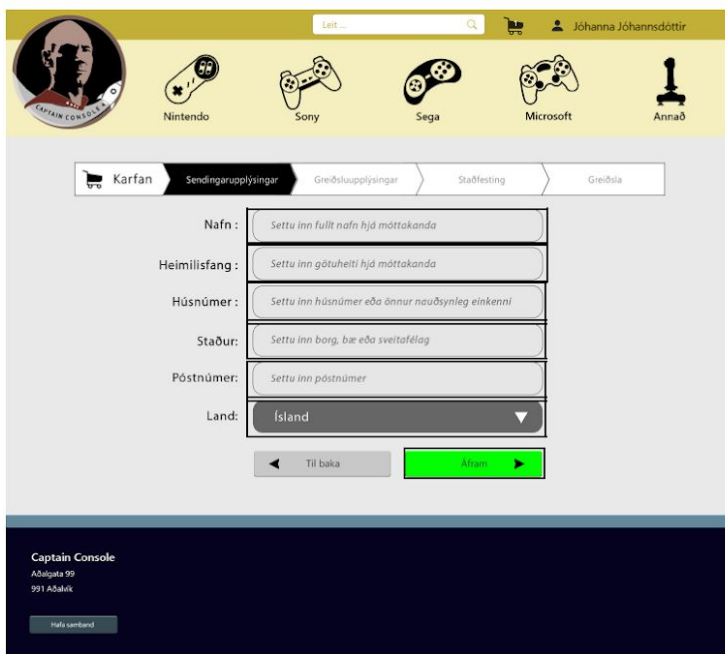 Leit ...
Jóhanna Jóhannsdóttir
CAPTAIN CONSOLE
Nintendo
Sony
Sega
Microsoft
Annað
Karfan
Sendingarupplýsingar
Greiðsluupplýsingar
Staðfesting
Greiðsla
Nafn :
Settu inn fullt nafn hjá móttakanda
Heimilisfang :
Settu inn götuheiti hjá móttakanda
Húsnúmer :
Settu inn húsnúmer eða önnur nauðsynleg einkenni
Staður:
Settu inn borg, bæ eða sveitafélag
Póstnúmer:
Settu inn póstnúmer
Land:
Ísland
Til baka
Áfram
Captain Console
Aðalgata 99
991 Aðalvík
Hafa samband